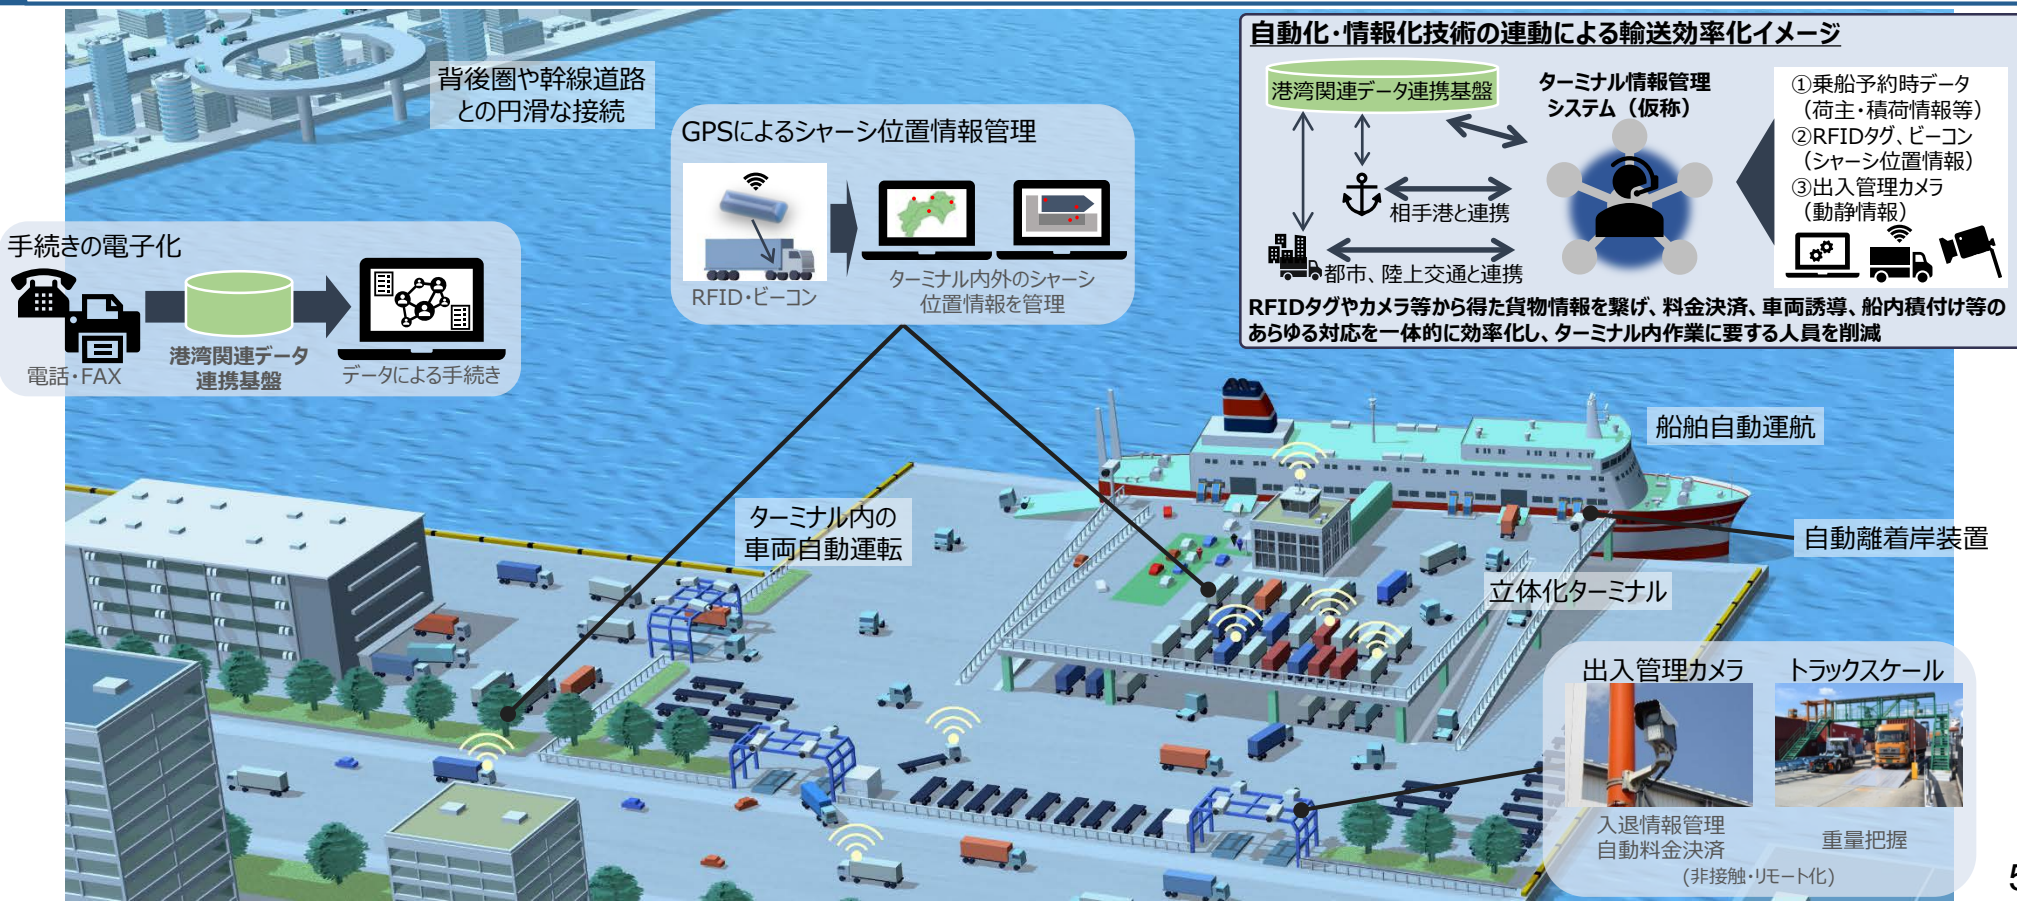 背後圏や幹線道路
との円滑な接続
GPSによるシャーシ位置情報管理
RFID・ビーコン
ターミナル内外のシャーシ
位置情報を管理
手続きの電子化
電話・FAX
港湾関連データ
連携基盤
データによる手続き
自動化・情報化技術の連動による輸送効率化イメージ
港湾関連データ連携基盤
ターミナル情報管理
システム（仮称）
相手港と連携
都市、陸上交通と連携
①乗船予約時データ
（荷主・積荷情報等）
②RFIDタグ、ビーコン
（シャーシ位置情報）
③出入管理カメラ
（動静情報）
RFIDタグやカメラ等から得た貨物情報を繋げ、料金決済、車両誘導、船内積付け等の
あらゆる対応を一体的に効率化し、ターミナル内作業に要する人員を削減
船舶自動運航
ターミナル内の
車両自動運転
自動離着岸装置
立体化ターミナル
出入管理カメラ
トラックスケール
入退情報管理
自動料金決済
重量把握
(非接触・リモート化)
5